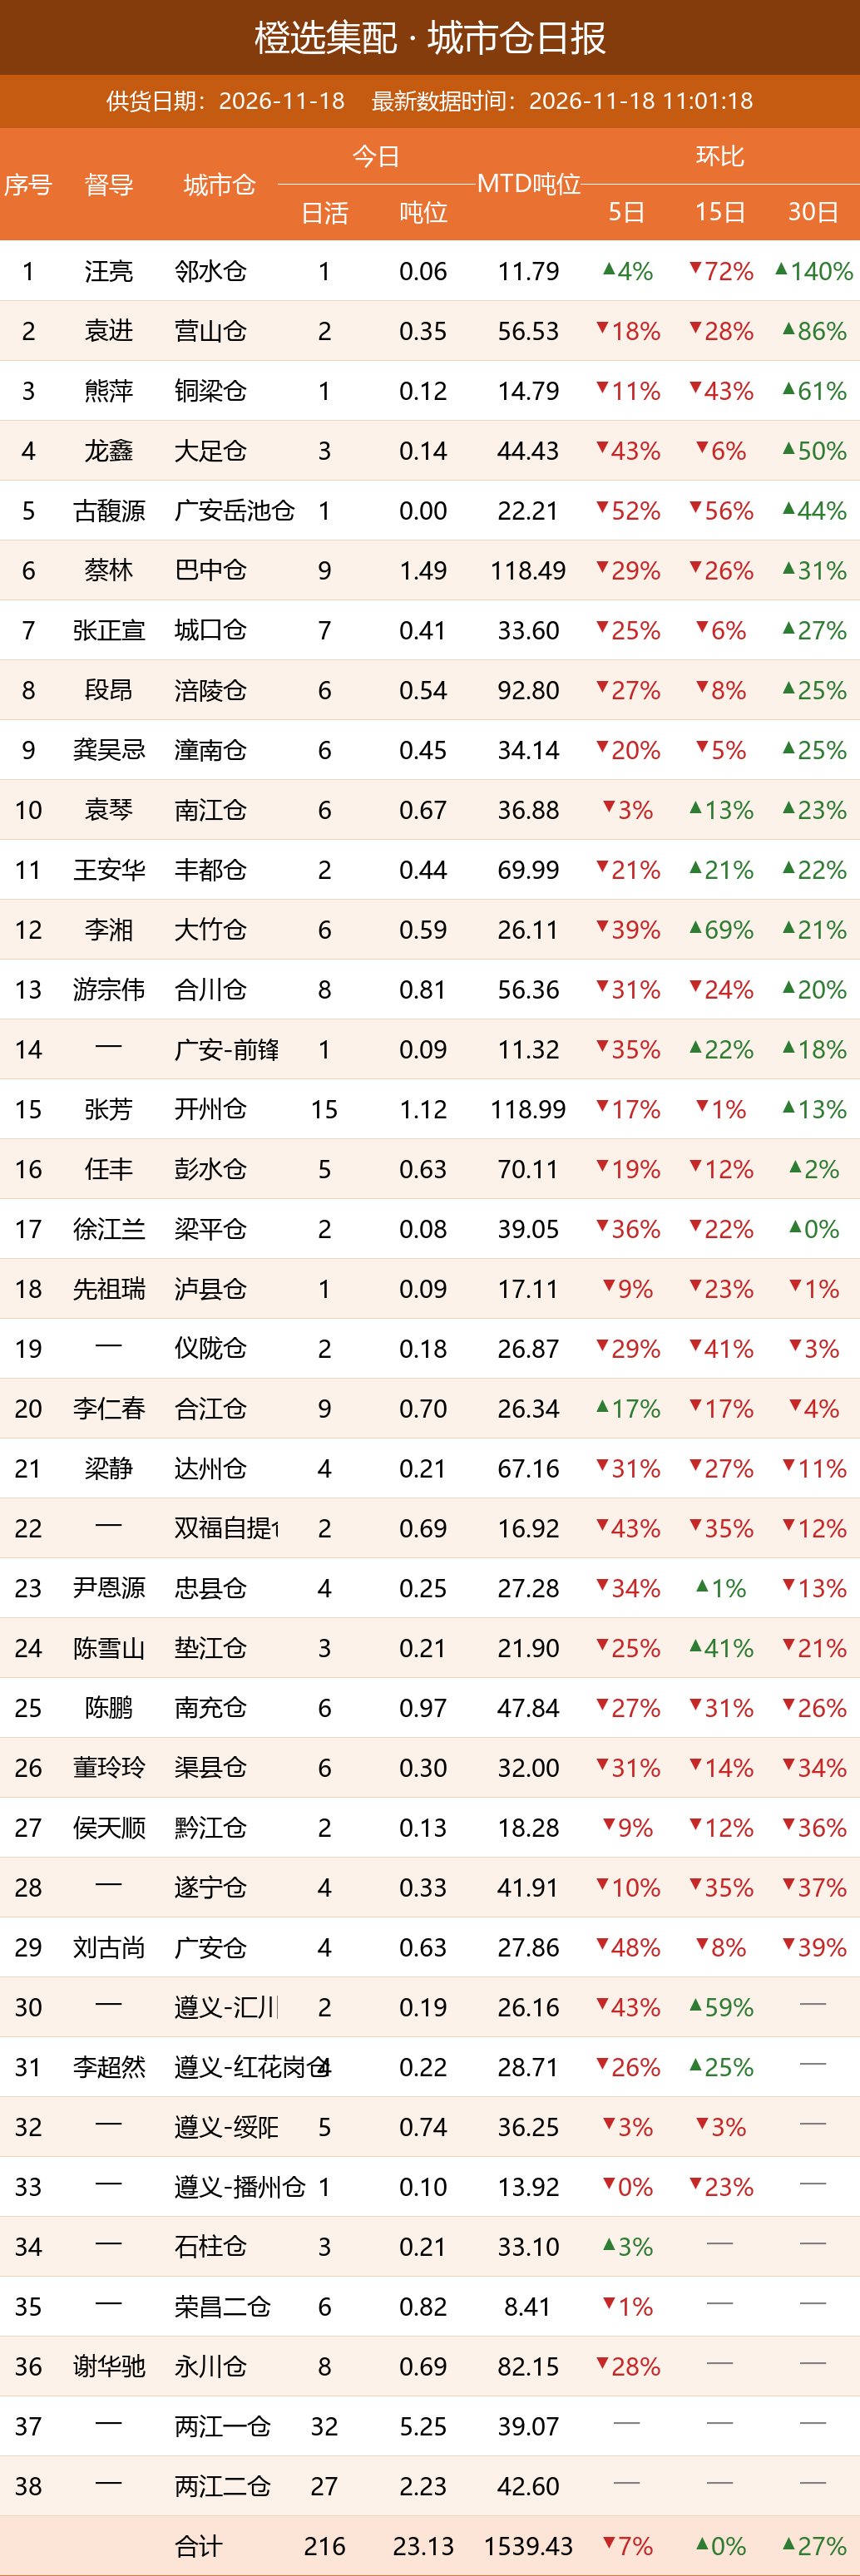 橙选集配 · 城市仓日报
供货日期：2026-11-18 最新数据时间：2026-11-18 11:01:18
序号 督导 城市仓 今日 MTD吨位 环比
日活 吨位 5日 15日 30日
1 汪亮 邻水仓 1 0.06 11.79 ▲4% ▼72% ▲140%
2 袁进 营山仓 2 0.35 56.53 ▼18% ▼28% ▲86%
3 熊萍 铜梁仓 1 0.12 14.79 ▼11% ▼43% ▲61%
4 龙鑫 大足仓 3 0.14 44.43 ▼43% ▼6% ▲50%
5 古馥源 广安岳池仓 1 0.00 22.21 ▼52% ▼56% ▲44%
6 蔡林 巴中仓 9 1.49 118.49 ▼29% ▼26% ▲31%
7 张正宣 城口仓 7 0.41 33.60 ▼25% ▼6% ▲27%
8 段昂 涪陵仓 6 0.54 92.80 ▼27% ▼8% ▲25%
9 龚吴忌 潼南仓 6 0.45 34.14 ▼20% ▼5% ▲25%
10 袁琴 南江仓 6 0.67 36.88 ▼3% ▲13% ▲23%
11 王安华 丰都仓 2 0.44 69.99 ▼21% ▲21% ▲22%
12 李湘 大竹仓 6 0.59 26.11 ▼39% ▲69% ▲21%
13 游宗伟 合川仓 8 0.81 56.36 ▼31% ▼24% ▲20%
14 — 广安-前锋 1 0.09 11.32 ▼35% ▲22% ▲18%
15 张芳 开州仓 15 1.12 118.99 ▼17% ▼1% ▲13%
16 任丰 彭水仓 5 0.63 70.11 ▼19% ▼12% ▲2%
17 徐江兰 梁平仓 2 0.08 39.05 ▼36% ▼22% ▲0%
18 先祖瑞 泸县仓 1 0.09 17.11 ▼9% ▼23% ▼1%
19 — 仪陇仓 2 0.18 26.87 ▼29% ▼41% ▼3%
20 李仁春 合江仓 9 0.70 26.34 ▲17% ▼17% ▼4%
21 梁静 达州仓 4 0.21 67.16 ▼31% ▼27% ▼11%
22 — 双福自提 2 0.69 16.92 ▼43% ▼35% ▼12%
23 尹恩源 忠县仓 4 0.25 27.28 ▼34% ▲1% ▼13%
24 陈雪山 垫江仓 3 0.21 21.90 ▼25% ▲41% ▼21%
25 陈鹏 南充仓 6 0.97 47.84 ▼27% ▼31% ▼26%
26 董玲玲 渠县仓 6 0.30 32.00 ▼31% ▼14% ▼34%
27 侯天顺 黔江仓 2 0.13 18.28 ▼9% ▼12% ▼36%
28 — 遂宁仓 4 0.33 41.91 ▼10% ▼35% ▼37%
29 刘古尚 广安仓 4 0.63 27.86 ▼48% ▼8% ▼39%
30 — 遵义-汇川 2 0.19 26.16 ▼43% ▲59% —
31 李超然 遵义-红花岗仓 4 0.22 28.71 ▼26% ▲25% —
32 — 遵义-绥阳 5 0.74 36.25 ▼3% ▼3% —
33 — 遵义-播州仓 1 0.10 13.92 ▼0% ▼23% —
34 — 石柱仓 3 0.21 33.10 ▲3% — —
35 — 荣昌二仓 6 0.82 8.41 ▼1% — —
36 谢华驰 永川仓 8 0.69 82.15 ▼28% — —
37 — 两江一仓 32 5.25 39.07 — — —
38 — 两江二仓 27 2.23 42.60 — — —
合计 216 23.13 1539.43 ▼7% ▲0% ▲27%